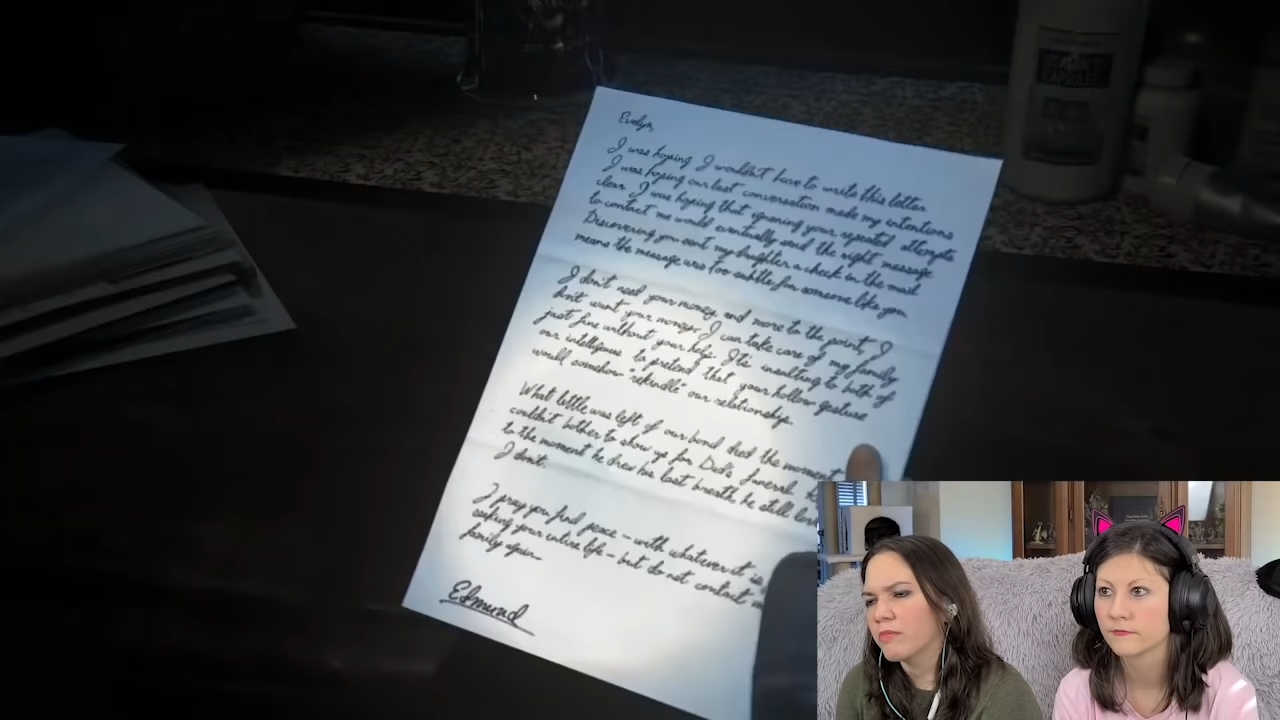 Evelyn,
I was hoping I wouldn't have to write this letter.
I was hoping our last conversation made my intentions
clear. I was hoping that ignoring your repeated attempts
to contact me would eventually send the right message.
Discovering you sent my daughter a check in the mail
means the message was too subtle for someone like you.
I don't need your money, and more to the point, I
don't want your money. I can take care of my family
just fine without your help. It's insulting to both of
our intelligence to pretend that your hollow gesture
would somehow "rekindle" our relationship.
What little was left of our bond died the moment
couldn't bother to show up for Dad's funeral.
to the moment he drew his last breath, he still
I don't.
I pray you find peace - with whatever it is
seeking your entire life - but do not contact
family again.
Edmund